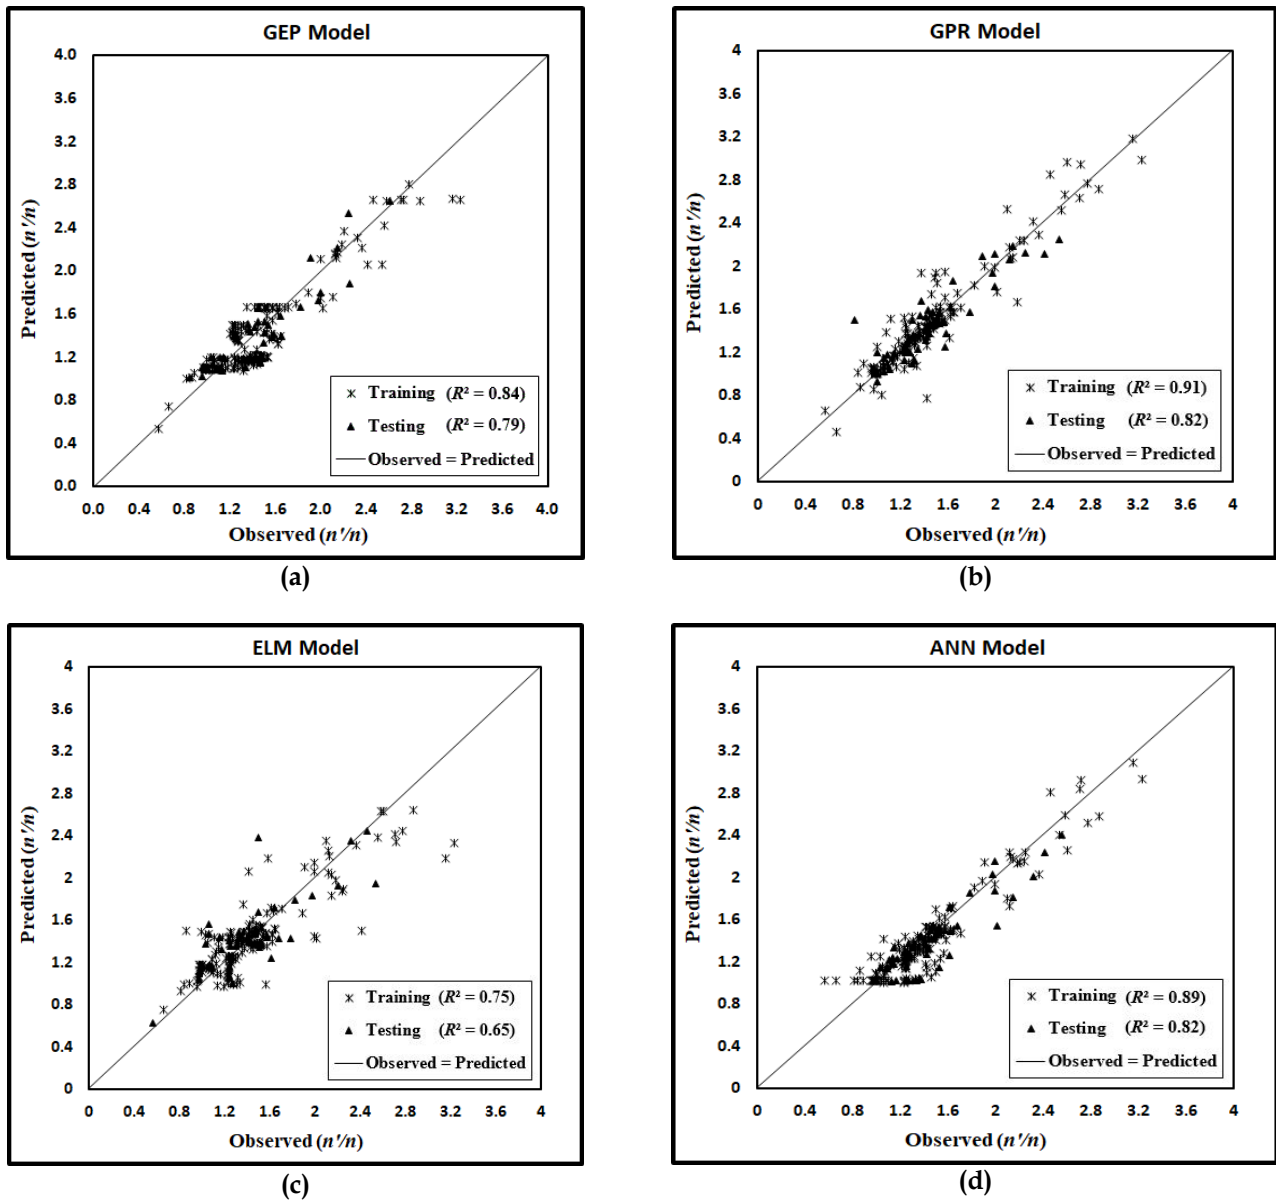 GEP Model
4.0
3.6
3.2
2.8
2.4
2.0
1.6
1.2
0.8
0.4
0.0
Predicted (n'/n)
Training (R² = 0.84)
Testing (R² = 0.79)
Observed = Predicted
0.0 0.4 0.8 1.2 1.6 2.0 2.4 2.8 3.2 3.6 4.0
Observed (n'/n)
(a)
GPR Model
4
3.6
3.2
2.8
2.4
2
1.6
1.2
0.8
0.4
0
Predicted (n'/n)
Training (R² = 0.91)
Testing (R² = 0.82)
Observed = Predicted
0 0.4 0.8 1.2 1.6 2 2.4 2.8 3.2 3.6 4
Observed (n'/n)
(b)
ELM Model
4
3.6
3.2
2.8
2.4
2
1.6
1.2
0.8
0.4
0
Predicted (n'/n)
Training (R² = 0.75)
Testing (R² = 0.65)
Observed = Predicted
0 0.4 0.8 1.2 1.6 2 2.4 2.8 3.2 3.6 4
Observed (n'/n)
(c)
ANN Model
4
3.6
3.2
2.8
2.4
2
1.6
1.2
0.8
0.4
0
Predicted (n'/n)
Training (R² = 0.89)
Testing (R² = 0.82)
Observed = Predicted
0 0.4 0.8 1.2 1.6 2 2.4 2.8 3.2 3.6 4
Observed (n'/n)
(d)